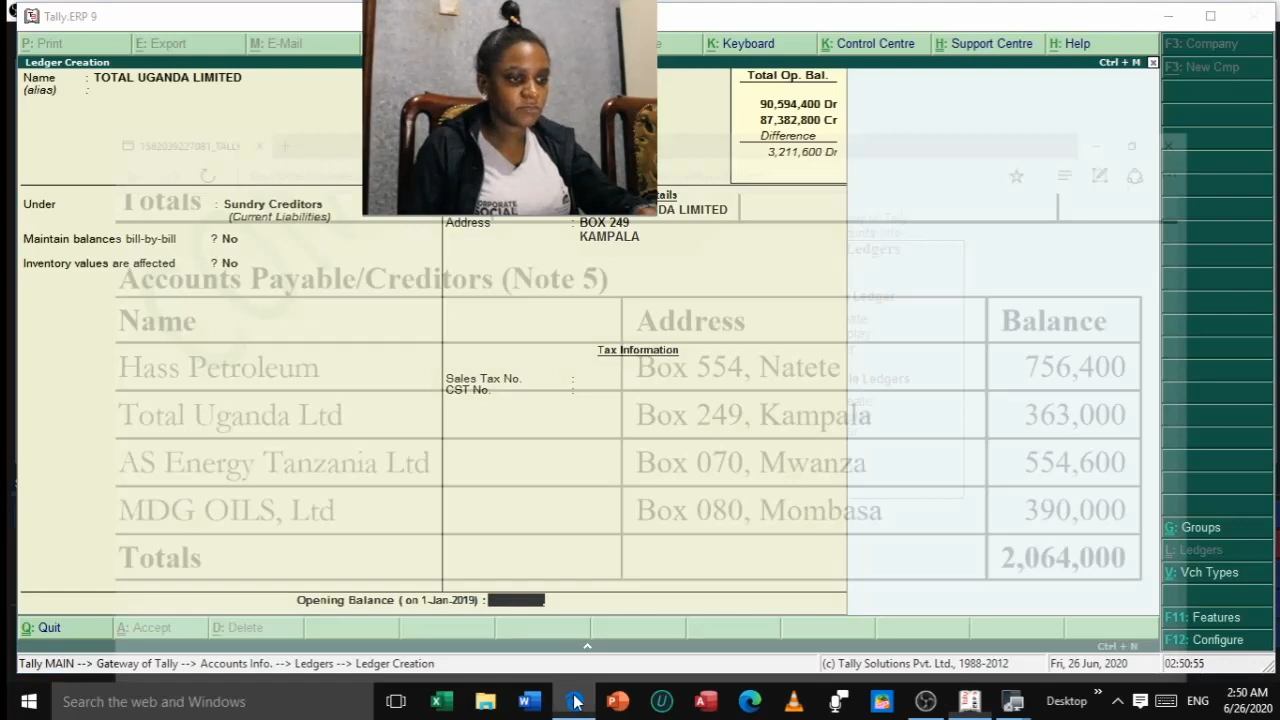 Tally.ERP 9
P: Print
E: Export
M: E-Mail
K: Keyboard
K: Control Centre
H: Support Centre
H: Help
F3: Company
F3: New Cmp
Ledger Creation
Ctrl + M
Name : TOTAL UGANDA LIMITED
(alias) :
Total Op. Bal.
90,594,400 Dr
87,382,800 Cr
Difference
3,211,600 Dr
Under : Sundry Creditors
(Current Liabilities)
Maintain balances bill-by-bill ? No
Inventory values are affected ? No
LIMITED
Address : BOX 249
KAMPALA
CORPORATE
SOCIAL
Tax Information
Sales Tax No. :
CST No. :
Totals
Accounts Payable/Creditors (Note 5)
Name Address Balance
Hass Petroleum Box 554, Natete 756,400
Total Uganda Ltd Box 249, Kampala 363,000
AS Energy Tanzania Ltd Box 070, Mwanza 554,600
MDG OILS, Ltd Box 080, Mombasa 390,000
Totals 2,064,000
Ledgers
Ledger
Ledgers
Opening Balance ( on 1-Jan-2019) :
G: Groups
L: Ledgers
V: Vch Types
F11: Features
F12: Configure
Q: Quit
A: Accept
D: Delete
Ctrl + N
Tally MAIN --> Gateway of Tally --> Accounts Info. --> Ledgers --> Ledger Creation
(c) Tally Solutions Pvt. Ltd., 1988-2012
Fri, 26 Jun, 2020
02:50:55
Search the web and Windows
Desktop
ENG
2:50 AM
6/26/2020